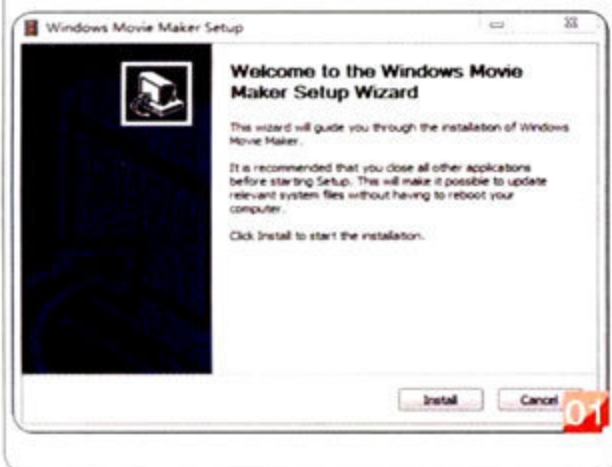 Windows Movie Maker Setup
Welcome to the Windows Movie
Maker Setup Wizard
This wizard will guide you through the installation of Windows
Movie Maker.
It is recommended that you close all other applications
before starting Setup. This will make it possible to update
relevant system files without having to reboot your
computer.
Click Install to start the installation.
Install
Cancel
01